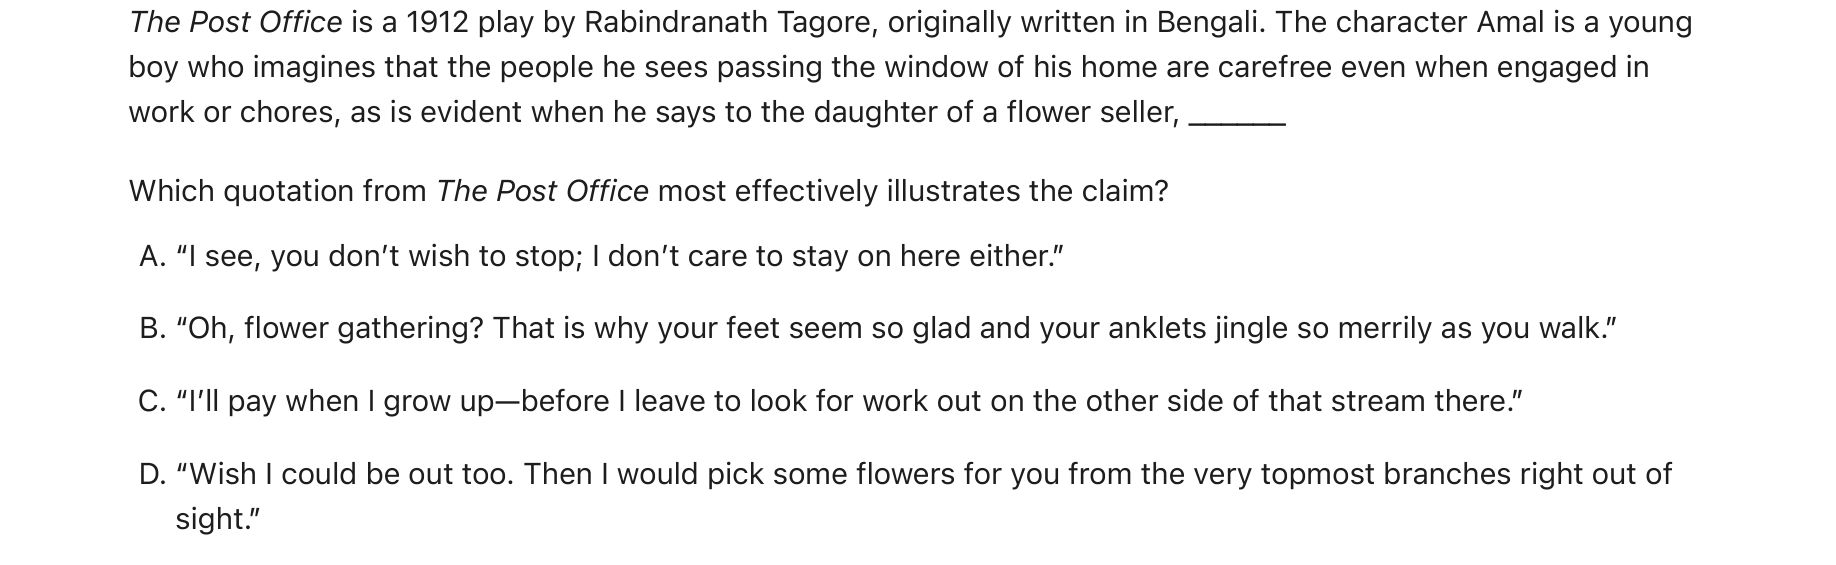 The Post Office is a 1912 play by Rabindranath Tagore, originally written in Bengali. The character Amal is a young
boy who imagines that the people he sees passing the window of his home are carefree even when engaged in
work or chores, as is evident when he says to the daughter of a flower seller, ______
Which quotation from The Post Office most effectively illustrates the claim?
A. “I see, you don’t wish to stop; I don’t care to stay on here either.”
B. “Oh, flower gathering? That is why your feet seem so glad and your anklets jingle so merrily as you walk.”
C. “I’ll pay when I grow up—before I leave to look for work out on the other side of that stream there.”
D. “Wish I could be out too. Then I would pick some flowers for you from the very topmost branches right out of
sight.”